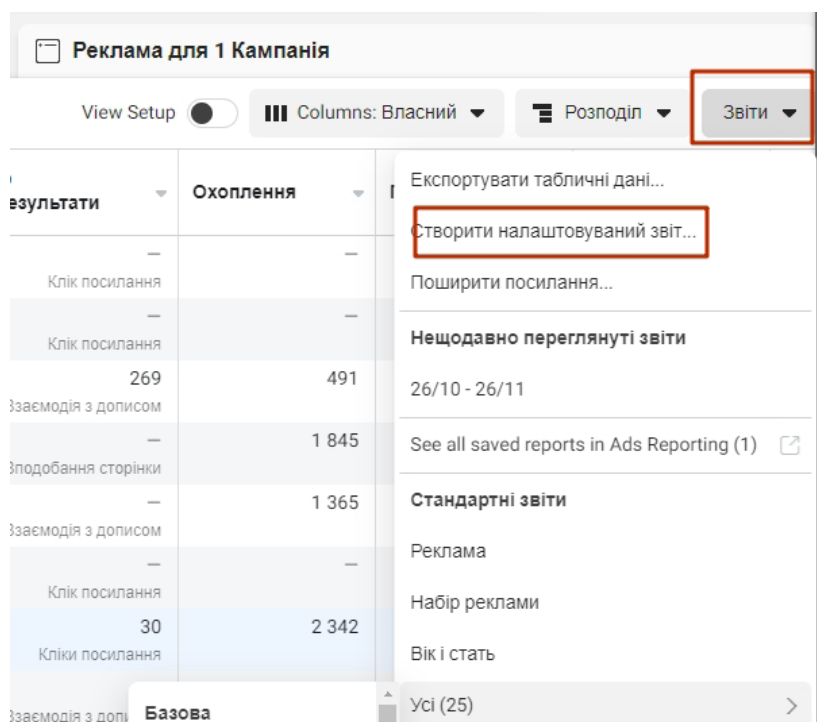 Реклама для 1 Кампанія
View Setup Columns: Власний Розподіл Звіти
езультати Охоплення
— —
Клік посилання
— —
Клік посилання
269 491
Взаємодія з дописом
— 1 845
Вподобання сторінки
— 1 365
Взаємодія з дописом
— —
Клік посилання
30 2 342
Кліки посилання
Взаємодія з допи
Базова
Експортувати табличні дані...
Створити налаштовуваний звіт...
Поширити посилання...
Нещодавно переглянуті звіти
26/10 - 26/11
See all saved reports in Ads Reporting (1)
Стандартні звіти
Реклама
Набір реклами
Вік і стать
Усі (25)